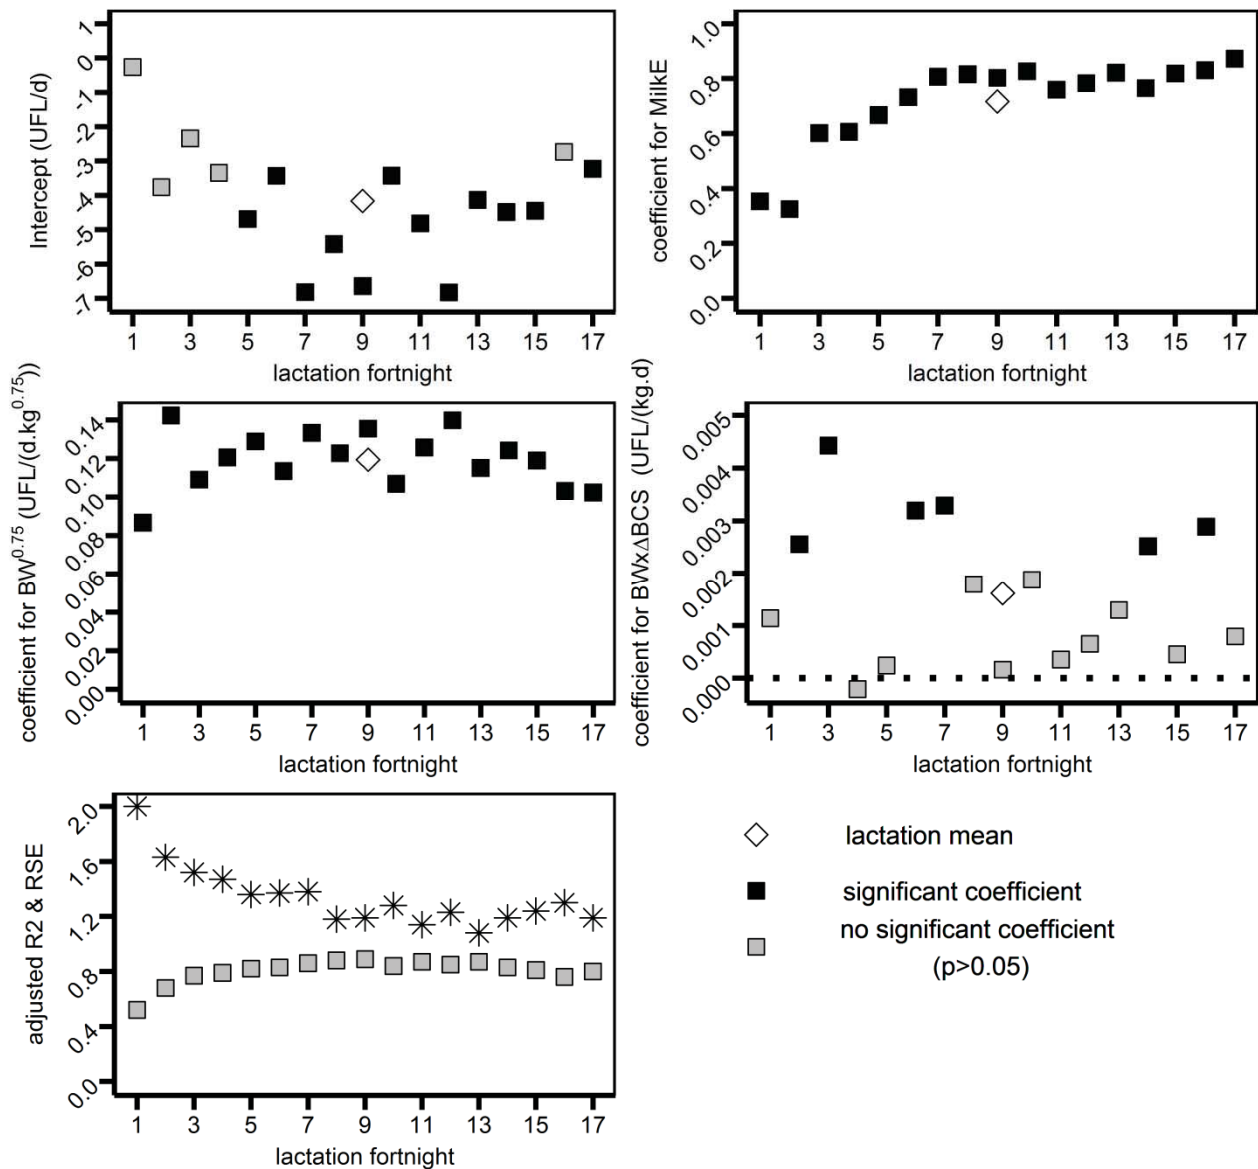 Intercept (UFL/d)
1
0
-1
-2
-3
-4
-5
-6
-7
1 3 5 7 9 11 13 15 17
lactation fortnight
coefficient for MilkE
1.0
0.8
0.6
0.4
0.2
0.0
1 3 5 7 9 11 13 15 17
lactation fortnight
coefficient for BW^0.75 (UFL/(d.kg^0.75))
0.14
0.12
0.10
0.08
0.06
0.04
0.02
0.00
1 3 5 7 9 11 13 15 17
lactation fortnight
coefficient for BWxΔBCS (UFL/(kg.d)
0.005
0.004
0.003
0.002
0.001
0.000
1 3 5 7 9 11 13 15 17
lactation fortnight
adjusted R2 & RSE
2.0
1.6
1.2
0.8
0.4
0.0
1 3 5 7 9 11 13 15 17
lactation fortnight
lactation mean
significant coefficient
no significant coefficient
(p>0.05)